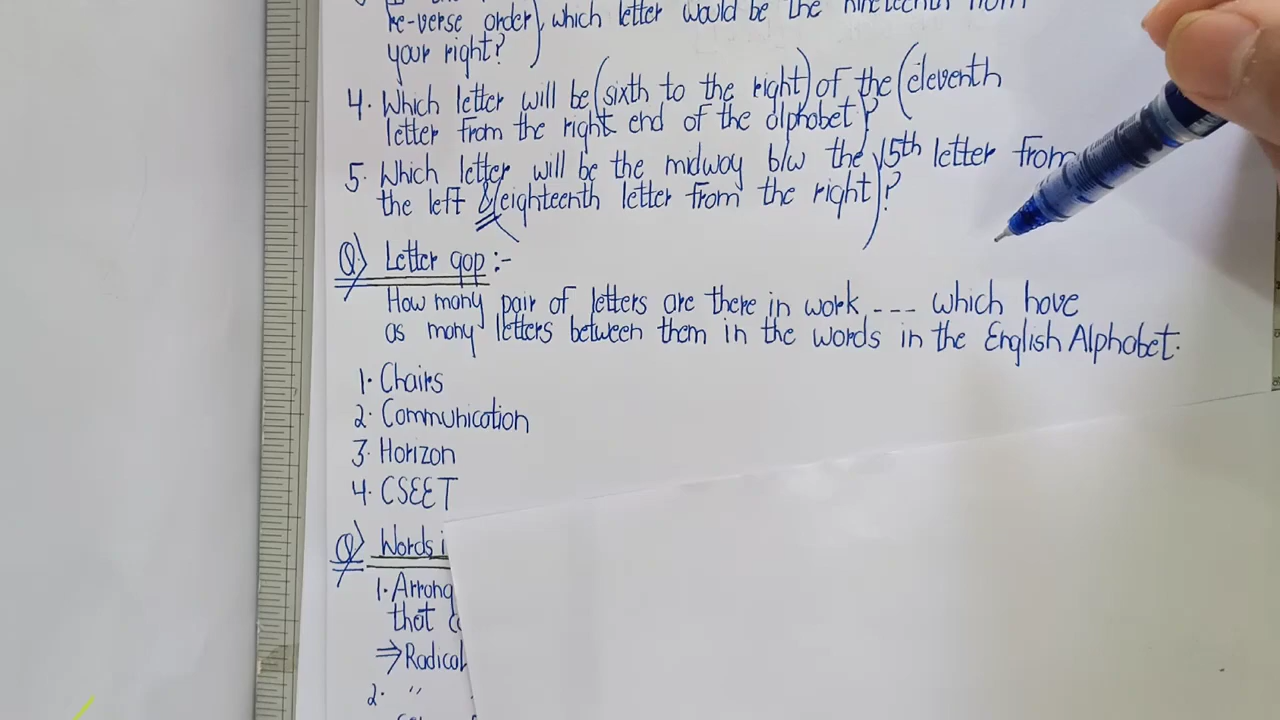 re-verse order), which letter would be the nineteenth from
your right?
4. Which letter will be (sixth to the right) of the (eleventh
letter from the right end of the alphabet)?
5. Which letter will be the midway b/w the 15th letter from
the left & (eighteenth letter from the right)?
Q) Letter gap :-
How many pair of letters are there in work --- which have
as many letters between them in the words in the English Alphabet.
1. Chairs
2. Communication
3. Horizon
4. CSEET
Q) Words
1. Arrang
that
⇒ Radical
2. "